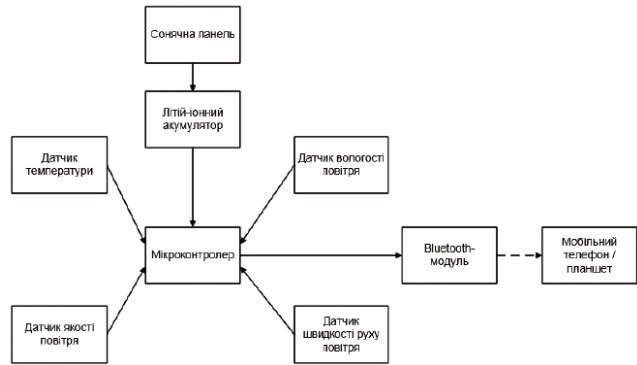 Сонячна панель
Літій-іонний
акумулятор
Датчик
температури
Датчик вологості
повітря
Мікроконтролер
Bluetooth-
модуль
Мобільний
телефон /
планшет
Датчик якості
повітря
Датчик
швидкості руху
повітря